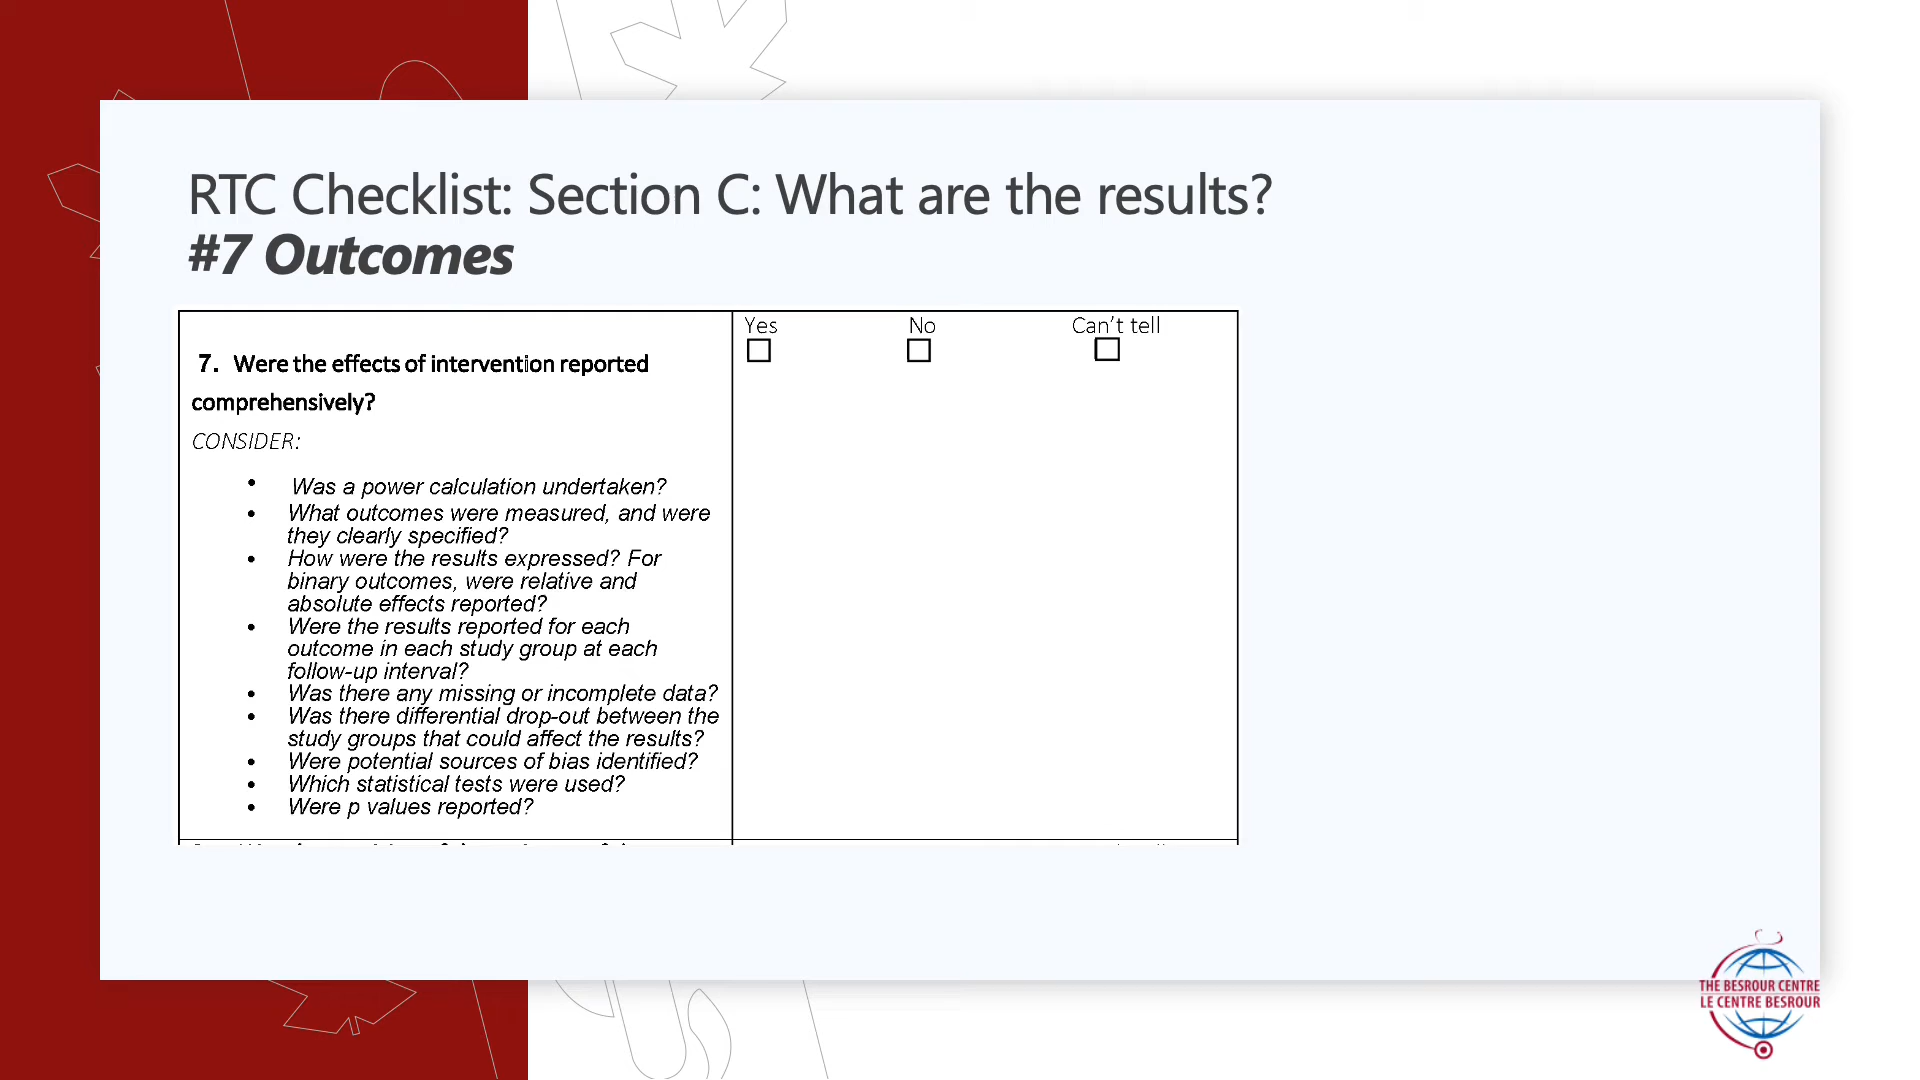 RTC Checklist: Section C: What are the results?
#7 Outcomes
Yes No Can't tell
7. Were the effects of intervention reported
comprehensively?
CONSIDER:
• Was a power calculation undertaken?
• What outcomes were measured, and were
they clearly specified?
• How were the results expressed? For
binary outcomes, were relative and
absolute effects reported?
• Were the results reported for each
outcome in each study group at each
follow-up interval?
• Was there any missing or incomplete data?
• Was there differential drop-out between the
study groups that could affect the results?
• Were potential sources of bias identified?
• Which statistical tests were used?
• Were p values reported?
THE BESROUR CENTRE
LE CENTRE BESROUR